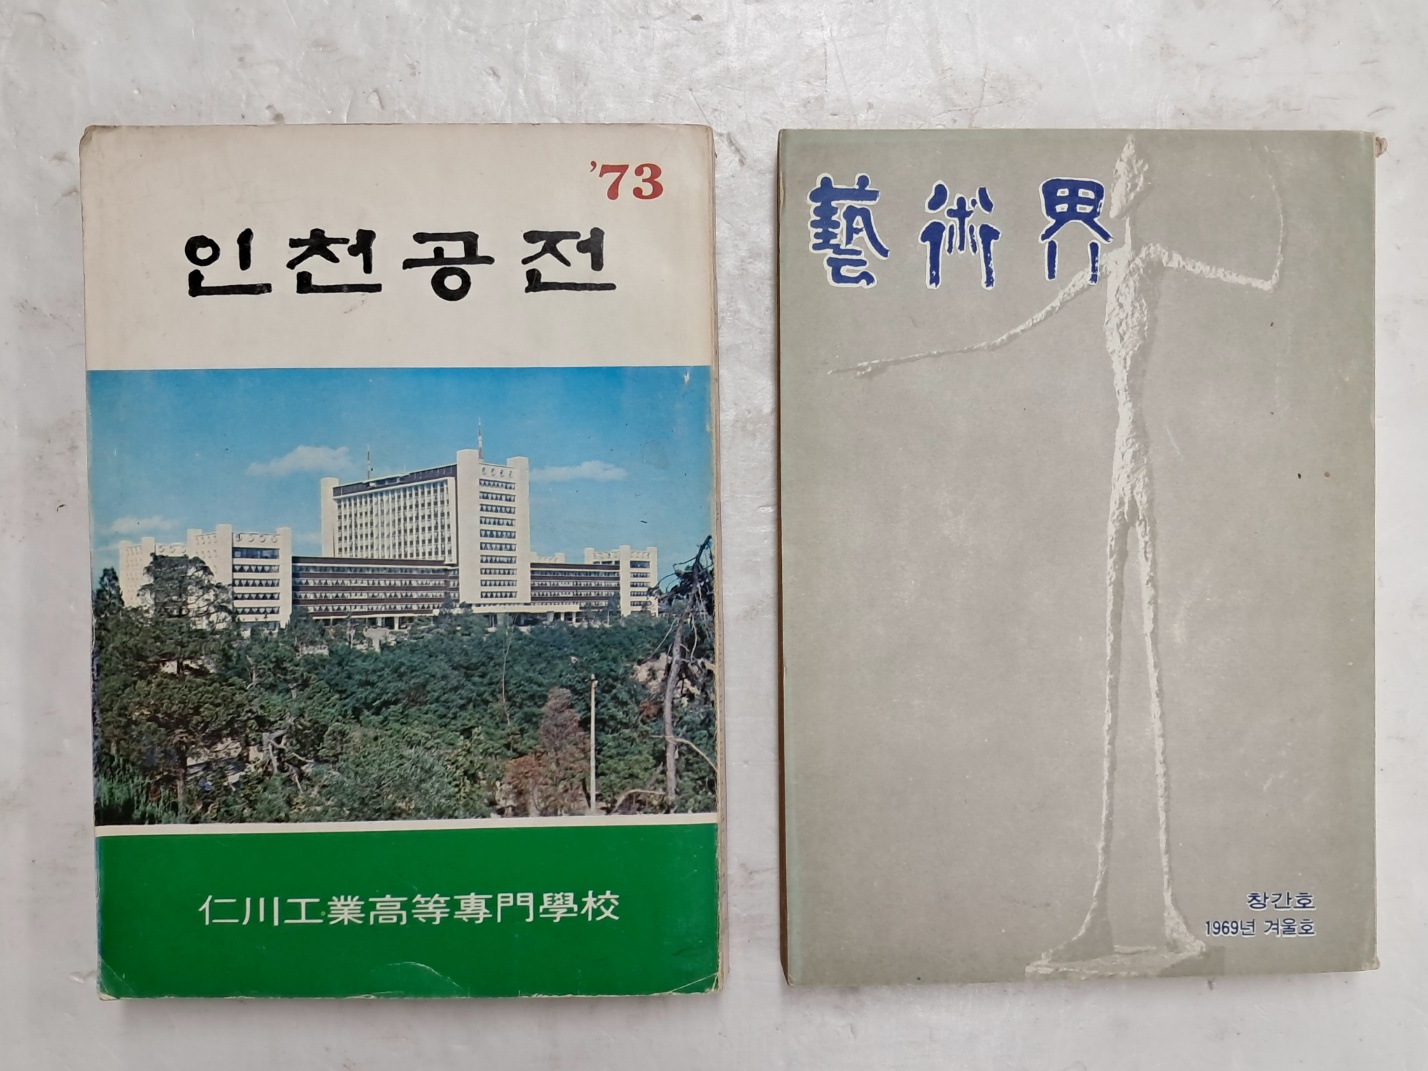 '73
인천공전
仁川工業高等專門學校
藝術界
창간호
1969년 겨울호